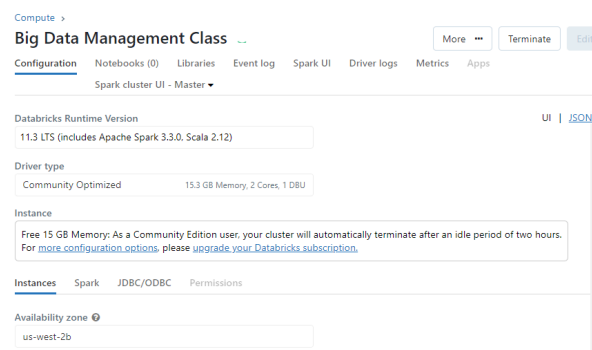 Compute >
Big Data Management Class
More ··· Terminate Edit
Configuration Notebooks (0) Libraries Event log Spark UI Driver logs Metrics Apps
Spark cluster UI - Master ▾
Databricks Runtime Version
UI | JSON
11.3 LTS (includes Apache Spark 3.3.0, Scala 2.12)
Driver type
Community Optimized 15.3 GB Memory, 2 Cores, 1 DBU
Instance
Free 15 GB Memory: As a Community Edition user, your cluster will automatically terminate after an idle period of two hours.
For more configuration options, please upgrade your Databricks subscription.
Instances Spark JDBC/ODBC Permissions
Availability zone ?
us-west-2b